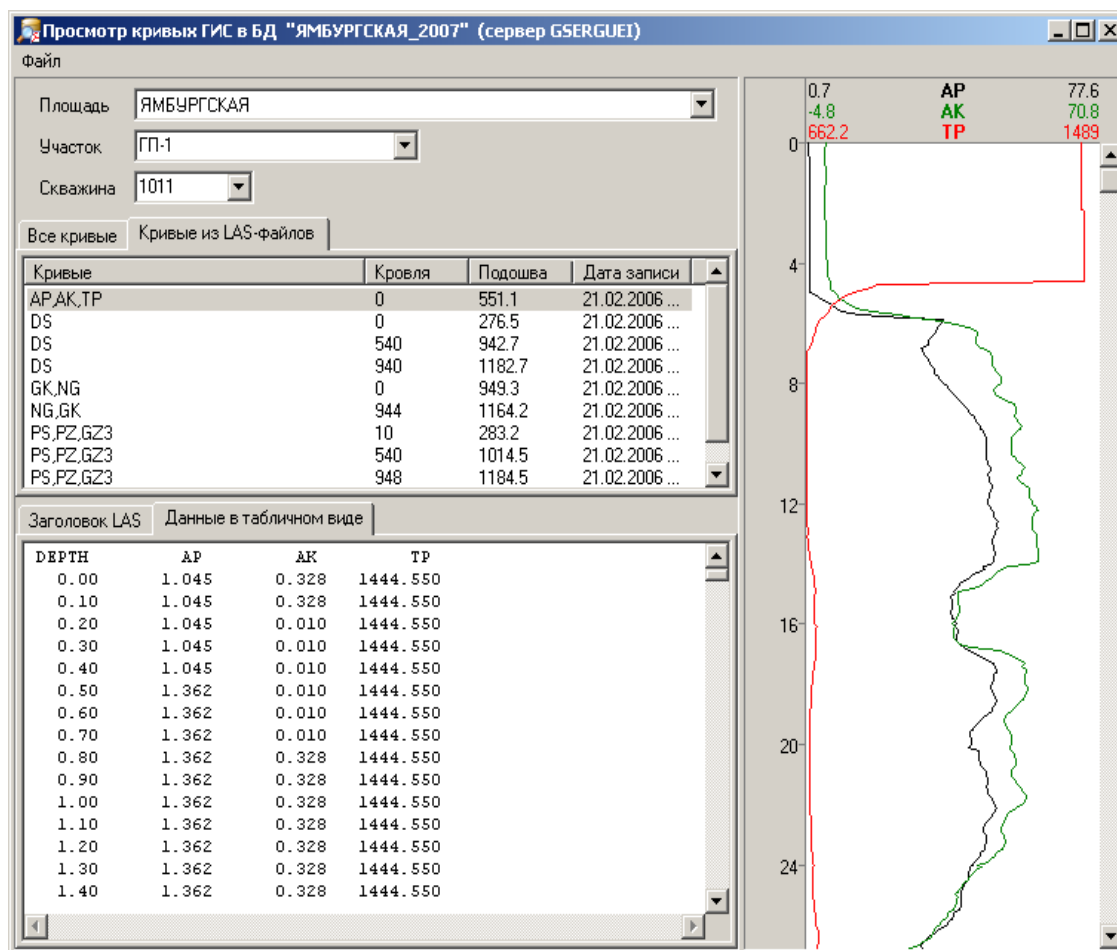 Просмотр кривых ГИС в БД "ЯМБУРГСКАЯ_2007" (сервер GSERGUEI)
Файл
Площадь ЯМБУРГСКАЯ
Участок ГП-1
Скважина 1011
Все кривые Кривые из LAS-файлов
Кривые Кровля Подошва Дата записи
AP,AK,TP 0 551.1 21.02.2006 ...
DS 0 276.5 21.02.2006 ...
DS 540 942.7 21.02.2006 ...
DS 940 1182.7 21.02.2006 ...
GK,NG 0 949.3 21.02.2006 ...
NG,GK 944 1164.2 21.02.2006 ...
PS,PZ,GZ3 10 283.2 21.02.2006 ...
PS,PZ,GZ3 540 1014.5 21.02.2006 ...
PS,PZ,GZ3 948 1184.5 21.02.2006 ...
Заголовок LAS Данные в табличном виде
DEPTH AP AK TP
0.00 1.045 0.328 1444.550
0.10 1.045 0.328 1444.550
0.20 1.045 0.010 1444.550
0.30 1.045 0.010 1444.550
0.40 1.045 0.010 1444.550
0.50 1.362 0.010 1444.550
0.60 1.362 0.010 1444.550
0.70 1.362 0.010 1444.550
0.80 1.362 0.328 1444.550
0.90 1.362 0.328 1444.550
1.00 1.362 0.328 1444.550
1.10 1.362 0.328 1444.550
1.20 1.362 0.328 1444.550
1.30 1.362 0.328 1444.550
1.40 1.362 0.328 1444.550
0.7 AP 77.6
-4.8 AK 70.8
662.2 TP 1489
0
4
8
12
16
20
24